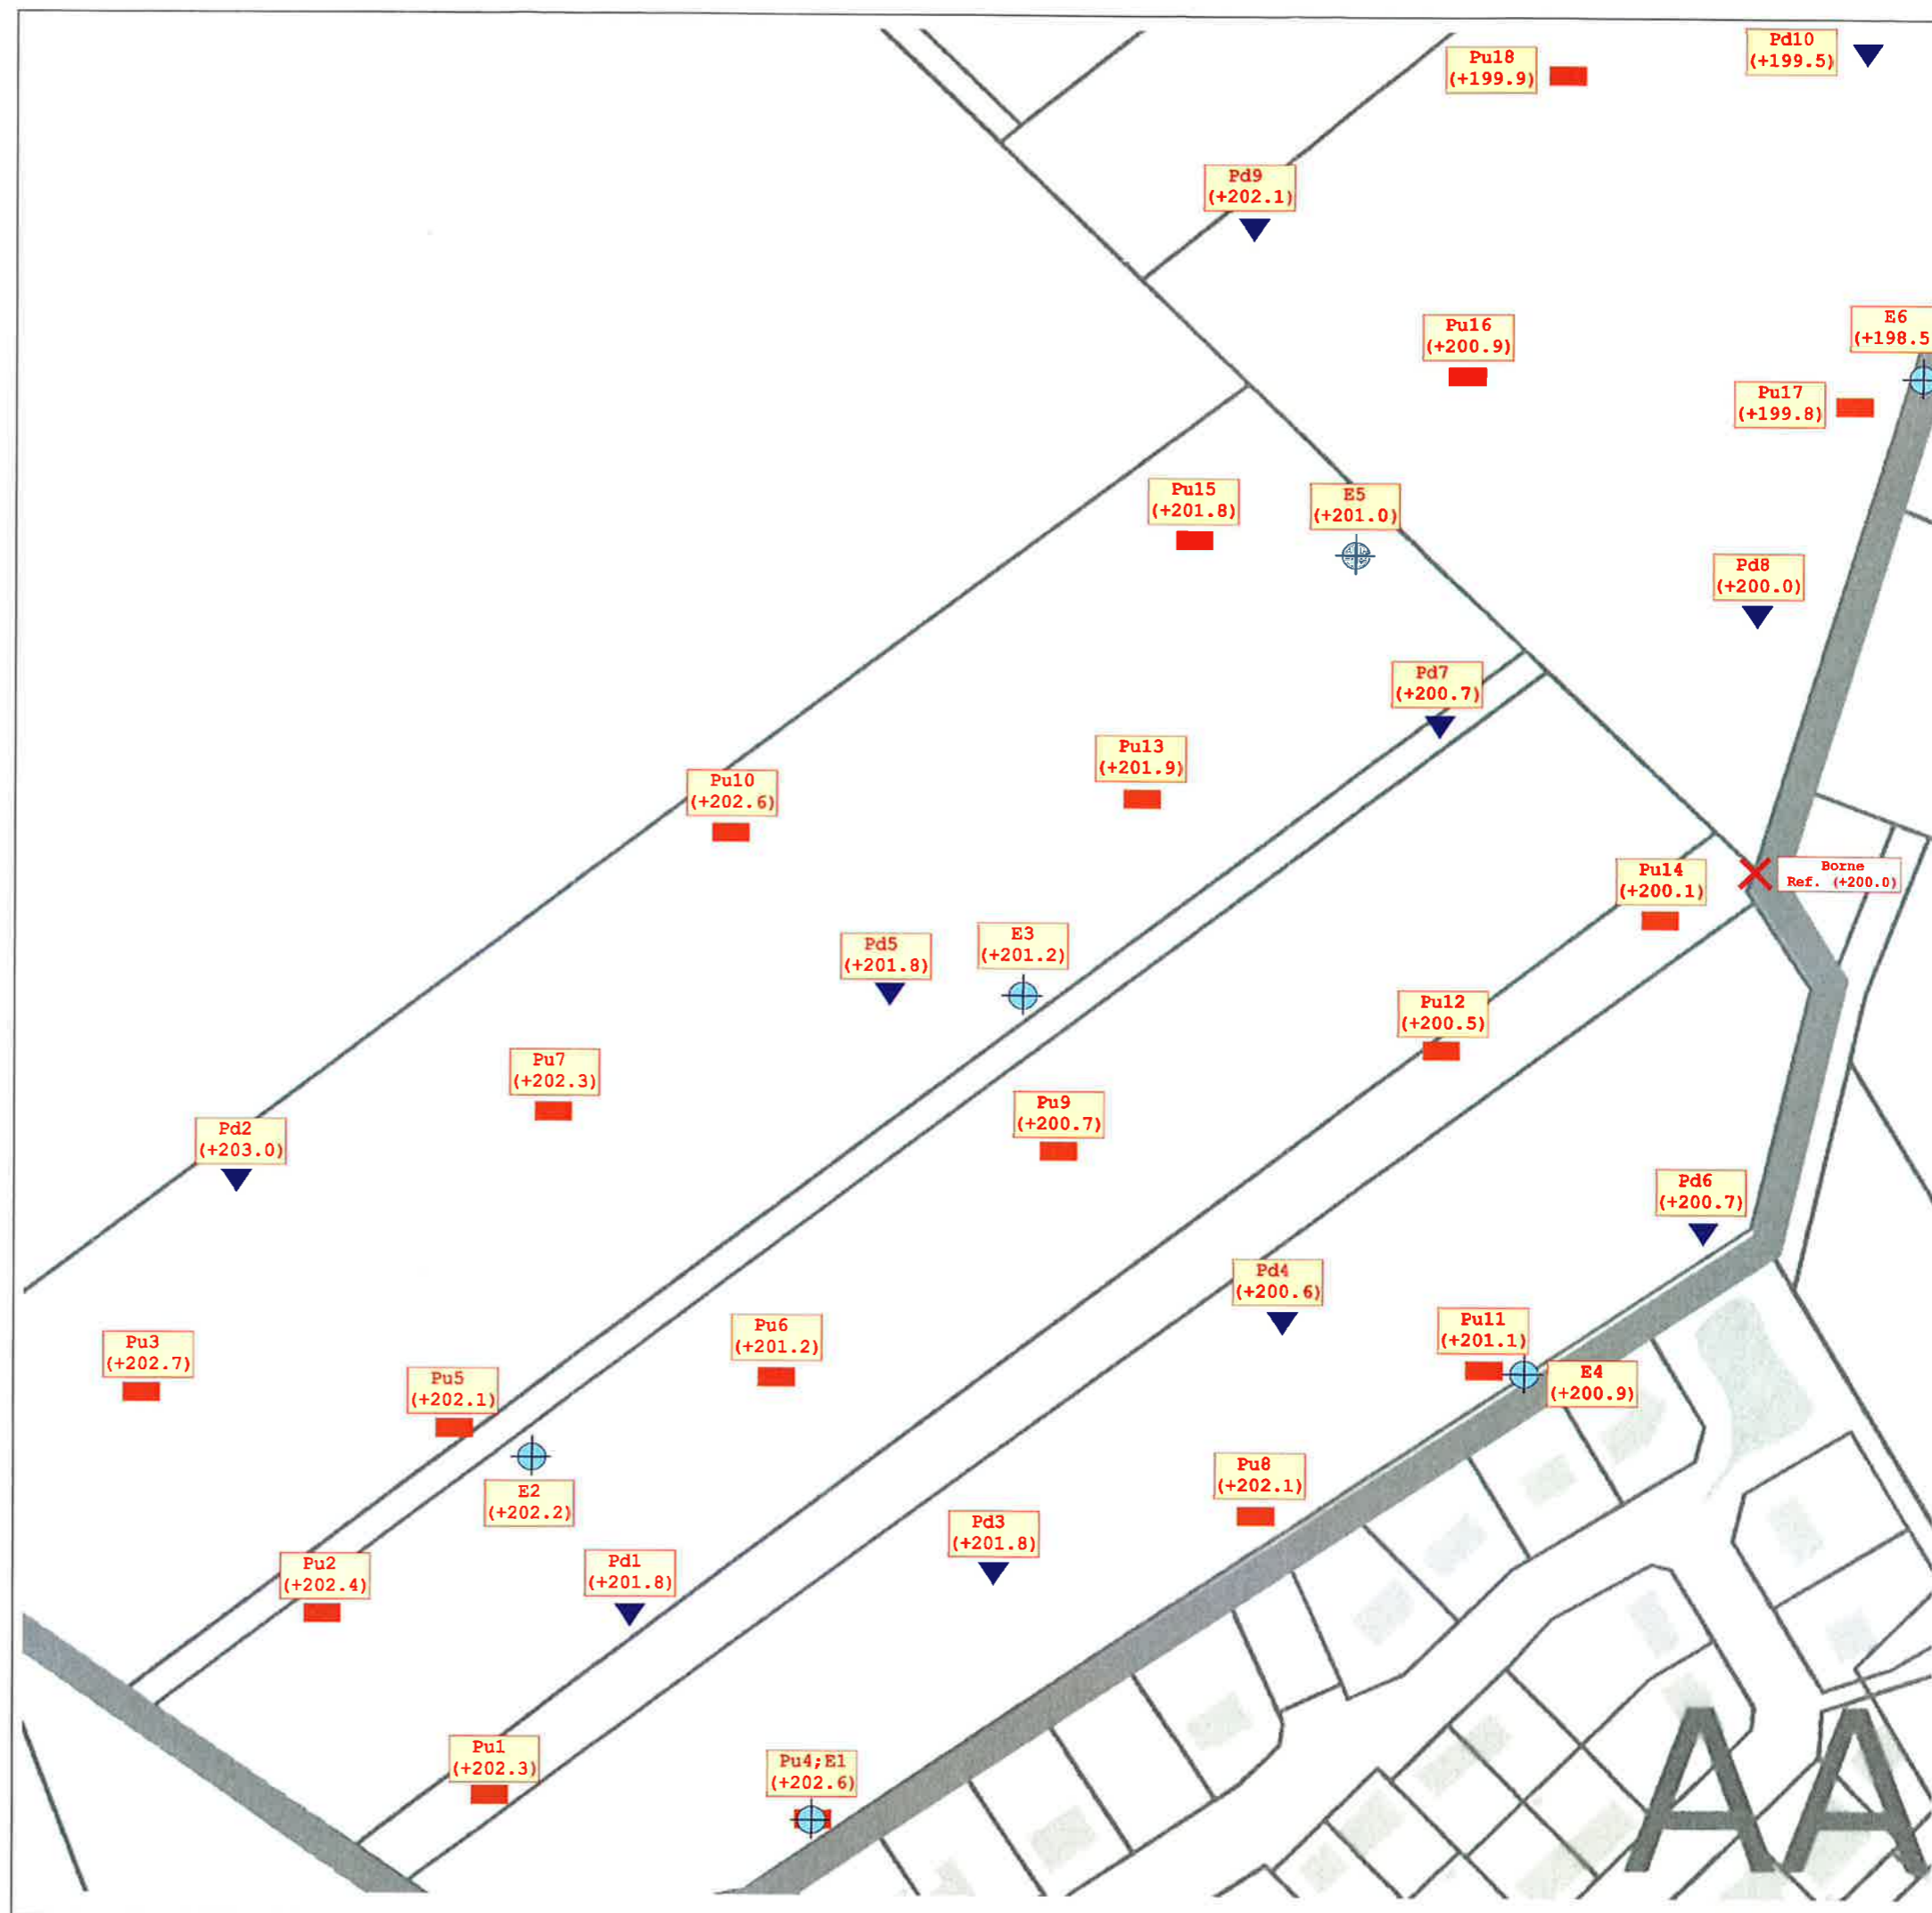 Pu18
(+199.9)
Pd10
(+199.5)
Pd9
(+202.1)
Pu16
(+200.9)
E6
(+198.5
Pu17
(+199.8)
Pu15
(+201.8)
E5
(+201.0)
Pd8
(+200.0)
Pd7
(+200.7)
Pu13
(+201.9)
Pu10
(+202.6)
Pu14
(+200.1)
Borne
Ref. (+200.0)
Pd5
(+201.8)
E3
(+201.2)
Pu12
(+200.5)
Pu7
(+202.3)
Pu9
(+200.7)
Pd2
(+203.0)
Pd6
(+200.7)
Pd4
(+200.6)
Pu3
(+202.7)
Pu6
(+201.2)
Pu11
(+201.1)
Pu5
(+202.1)
E4
(+200.9)
E2
(+202.2)
Pu8
(+202.1)
Pd3
(+201.8)
Pu2
(+202.4)
Pd1
(+201.8)
Pu1
(+202.3)
Pu4;E1
(+202.6)
AA